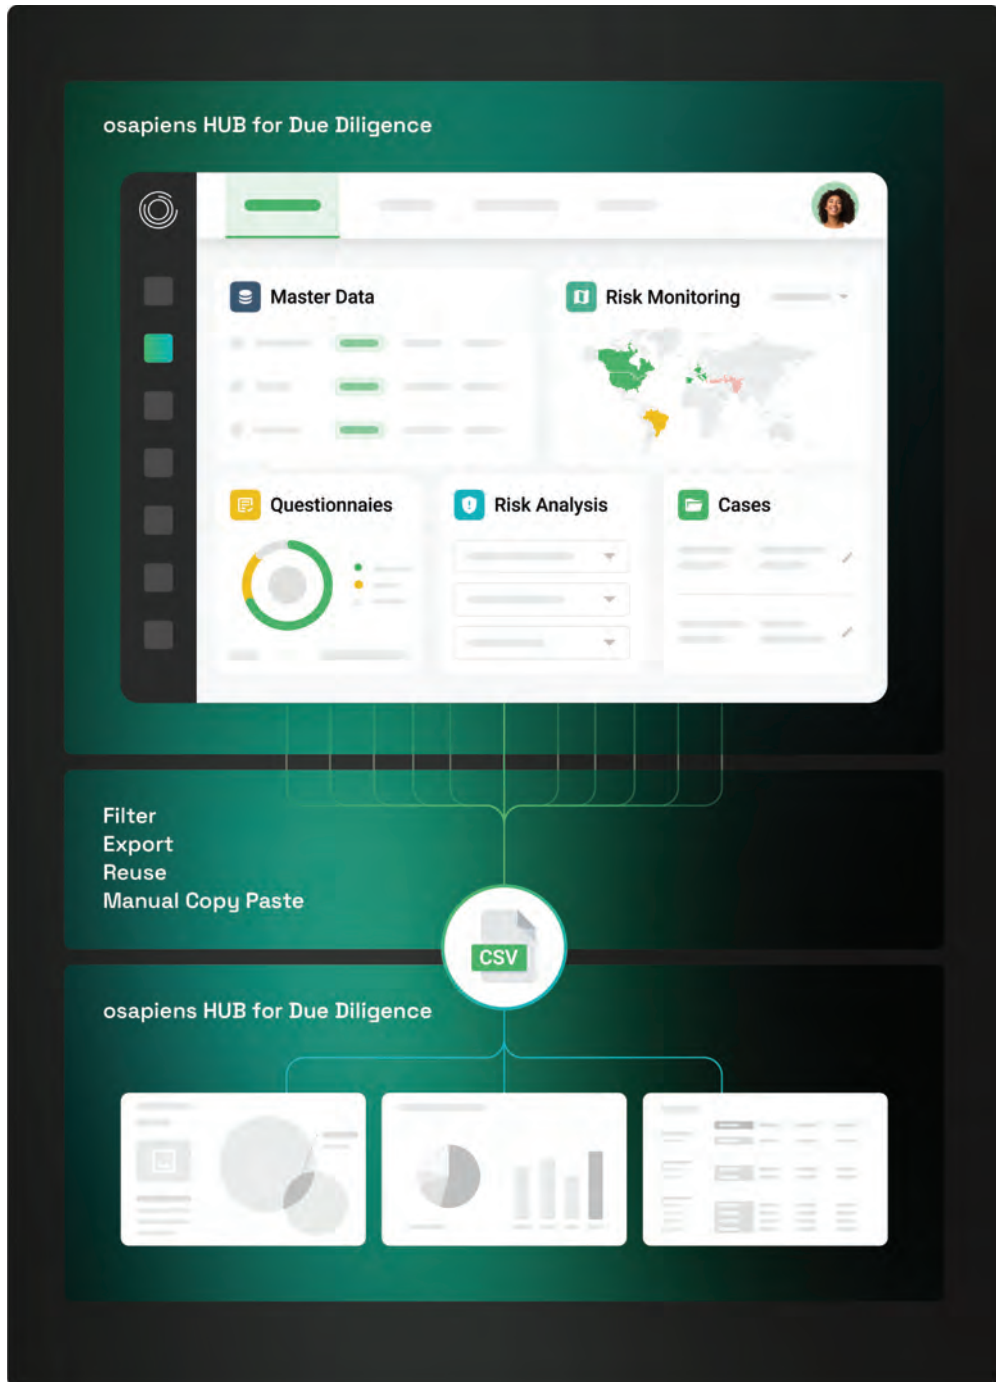 osapiens HUB for Due Diligence
Master Data
Risk Monitoring
Questionnaies
Risk Analysis
Cases
Filter
Export
Reuse
Manual Copy Paste
CSV
osapiens HUB for Due Diligence